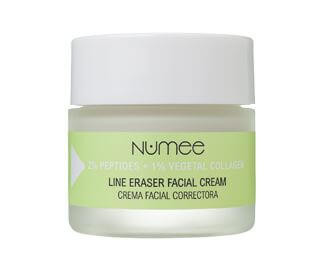 NUMEE
2% PEPTIDES + 1% VEGETAL COLLAGEN
LINE ERASER FACIAL CREAM
CREMA FACIAL CORRECTORA